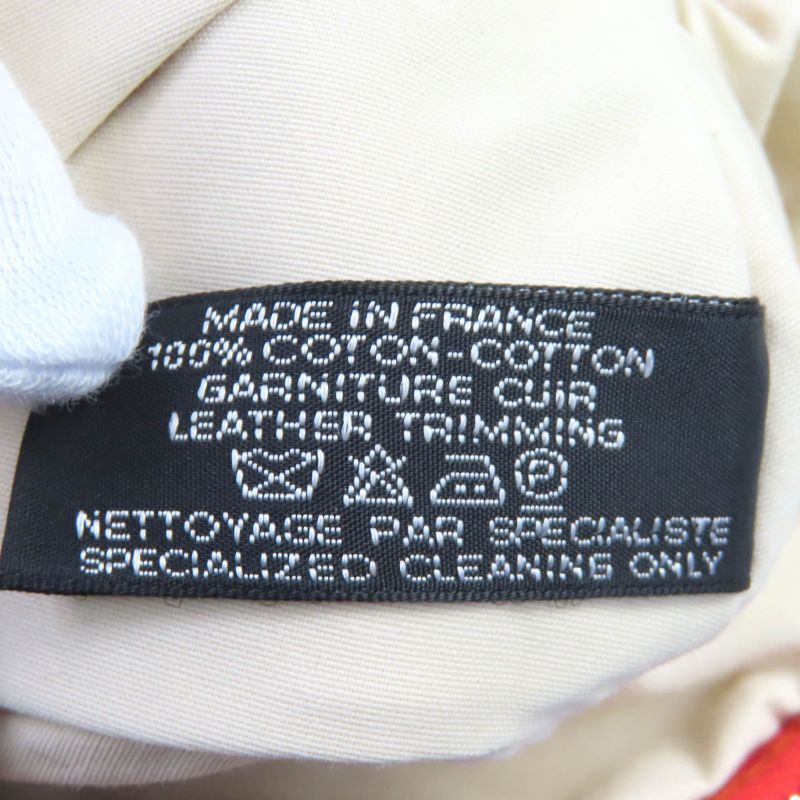 MADE IN FRANCE
100% COTON-COTTON
GARNITURE CUIR
LEATHER TRIMMING
P
NETTOYAGE PAR SPECIALISTE
SPECIALIZED CLEANING ONLY